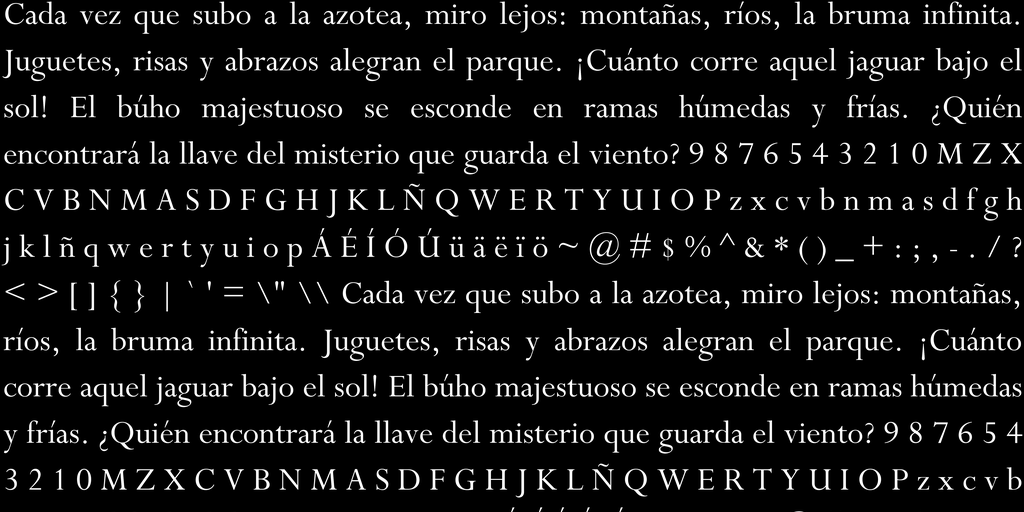 Cada vez que subo a la azotea, miro lejos: montañas, ríos, la bruma infinita.
Juguetes, risas y abrazos alegran el parque. ¡Cuánto corre aquel jaguar bajo el
sol! El búho majestuoso se esconde en ramas húmedas y frías. ¿Quién
encontrará la llave del misterio que guarda el viento? 9 8 7 6 5 4 3 2 1 0 M Z X
C V B N M A S D F G H J K L Ñ Q W E R T Y U I O P z x c v b n m a s d f g h
j k l ñ q w e r t y u i o p Á É Í Ó Ú ü ä ë ï ö ~ @ # $ % ^ & * ( ) _ + : ; , - . / ?
< > [ ] { } | ` ' = \" \\ Cada vez que subo a la azotea, miro lejos: montañas,
ríos, la bruma infinita. Juguetes, risas y abrazos alegran el parque. ¡Cuánto
corre aquel jaguar bajo el sol! El búho majestuoso se esconde en ramas húmedas
y frías. ¿Quién encontrará la llave del misterio que guarda el viento? 9 8 7 6 5 4
3 2 1 0 M Z X C V B N M A S D F G H J K L Ñ Q W E R T Y U I O P z x c v b